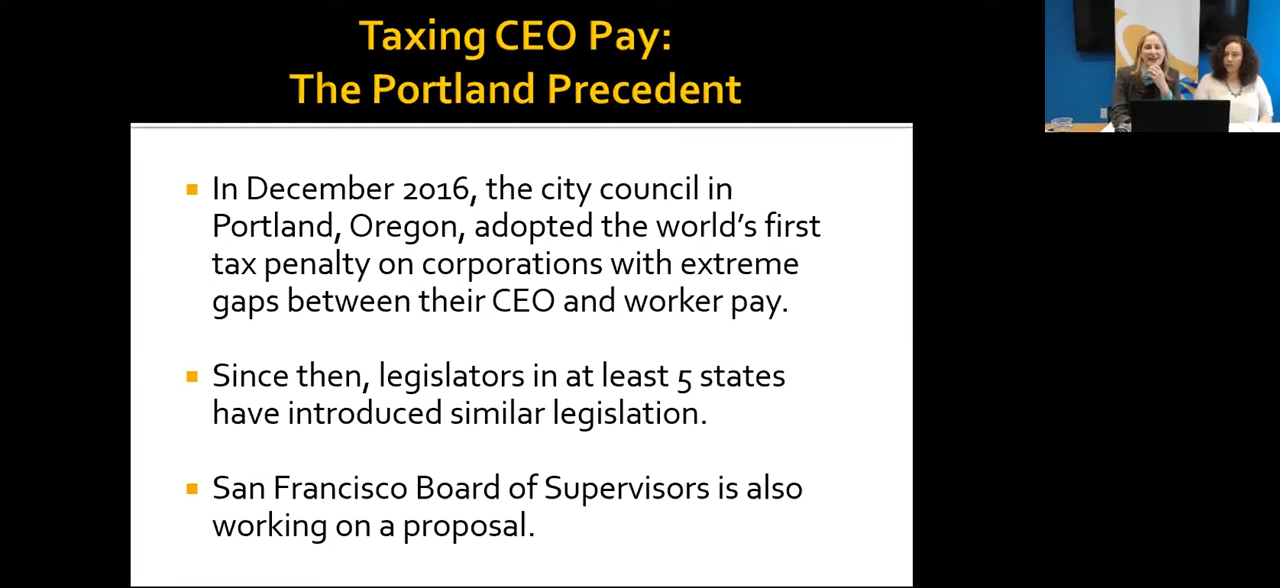 Taxing CEO Pay:
The Portland Precedent
▪ In December 2016, the city council in
Portland, Oregon, adopted the world’s first
tax penalty on corporations with extreme
gaps between their CEO and worker pay.
▪ Since then, legislators in at least 5 states
have introduced similar legislation.
▪ San Francisco Board of Supervisors is also
working on a proposal.